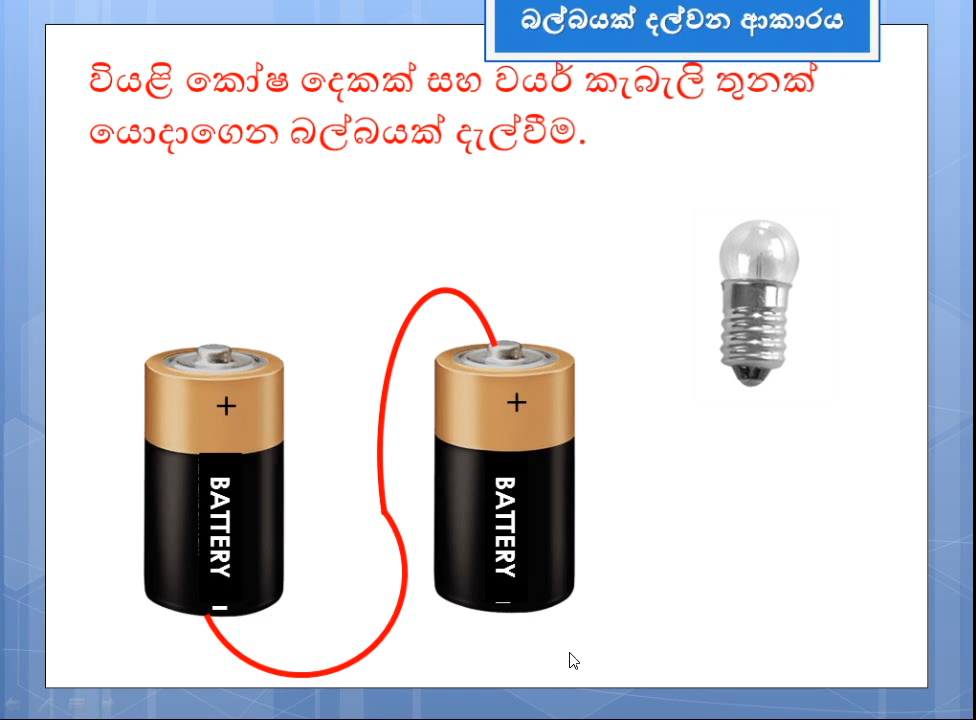 බල්බයක් දල්වන ආකාරය
වියළි කෝෂ දෙකක් සහ වයර් කැබැලි තුනක්
යොදාගෙන බල්බයක් දැල්වීම.
+
+
BATTERY
BATTERY